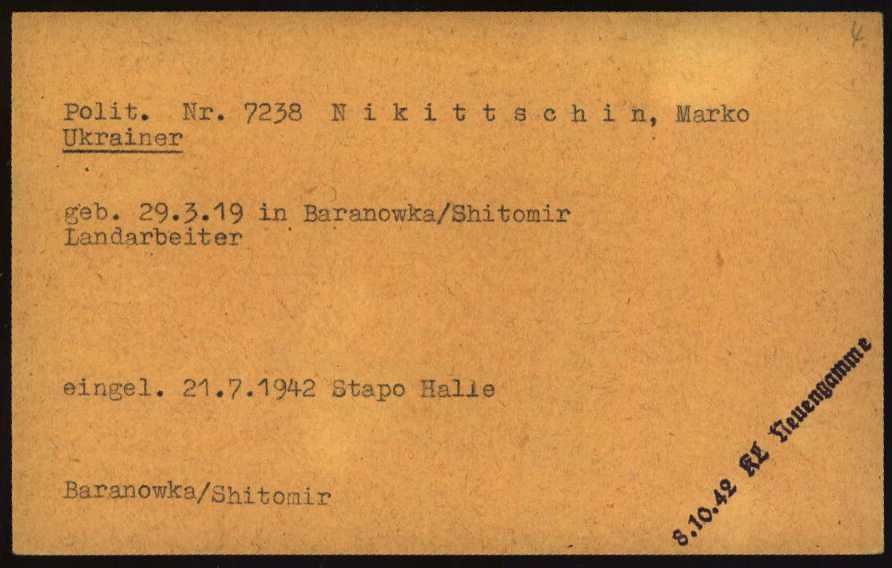 4.
Polit. Nr. 7238 N i k i t t s c h i n, Marko
Ukrainer
geb. 29.3.19 in Baranowka/Shitomir
Landarbeiter
eingel. 21.7.1942 Stapo Halle
Baranowka/Shitomir
8.10.42 KL Neuengamme